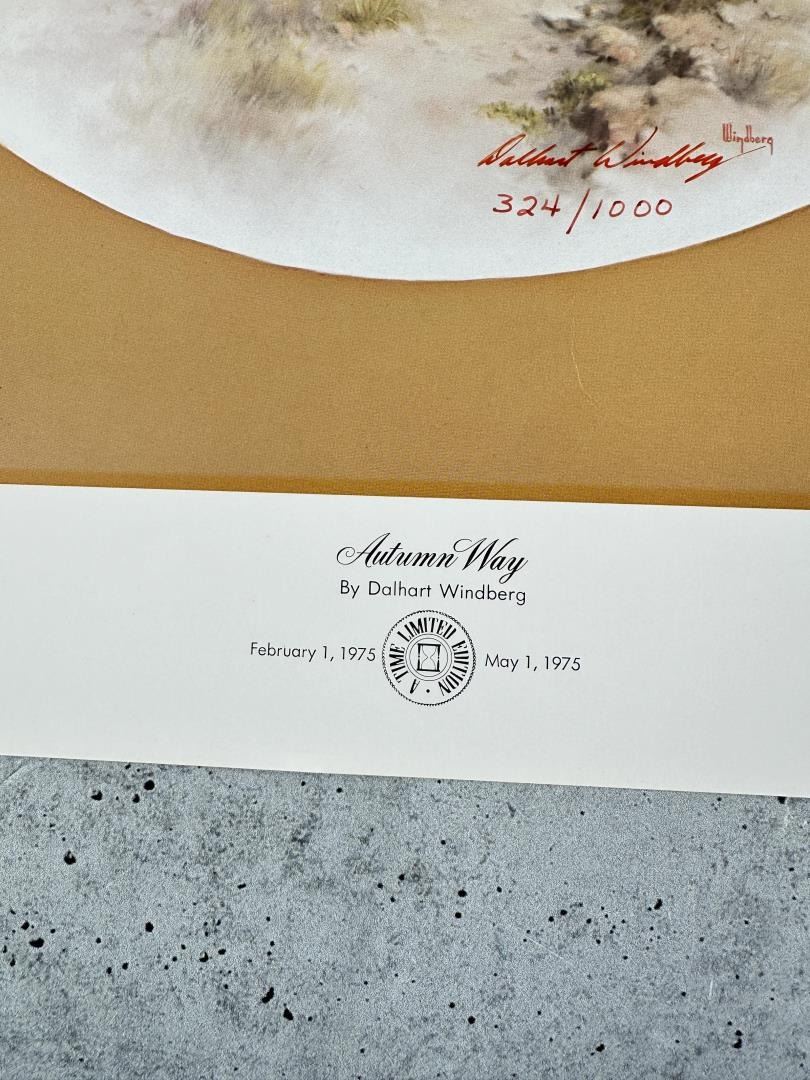 Windberg
Dalhart Windberg
324/1000
Autumn Way
By Dalhart Windberg
February 1, 1975
A TIME LIMITED EDITION •
May 1, 1975